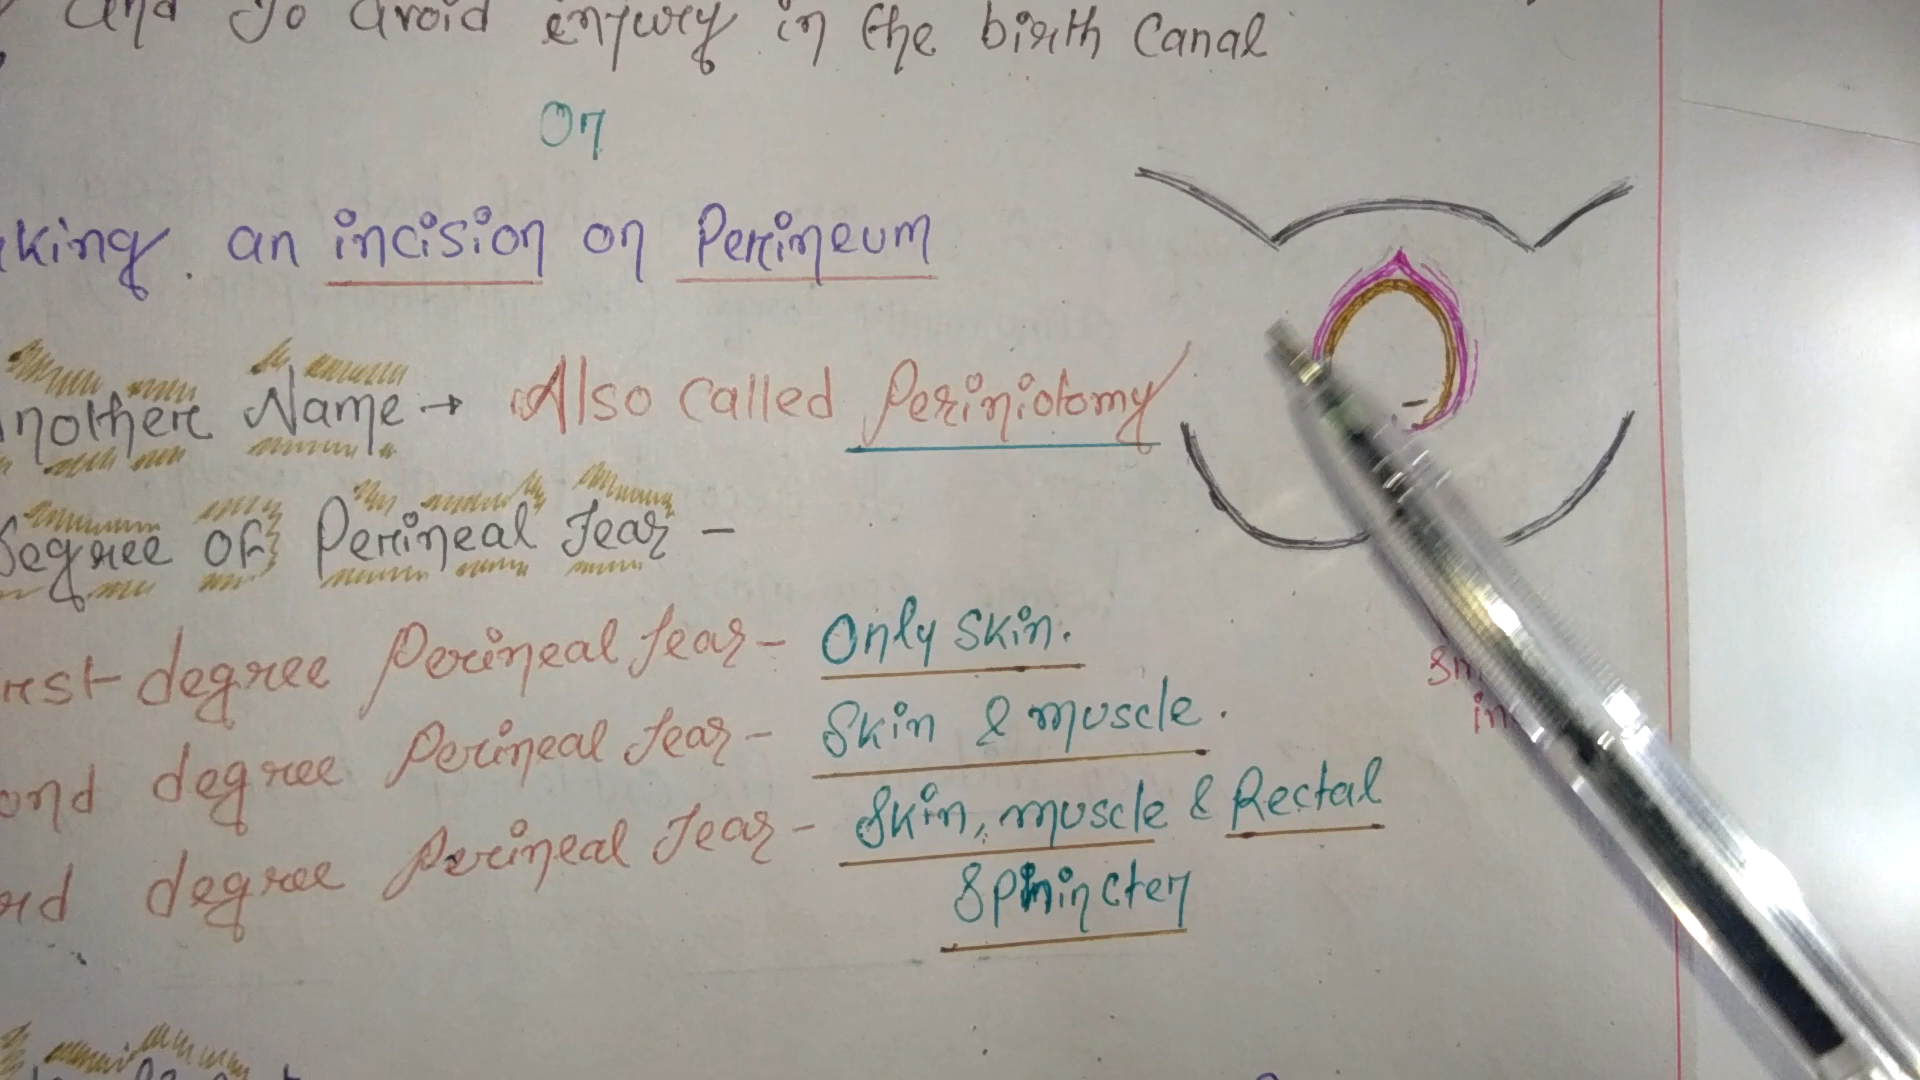 and To avoid injury in the birth Canal
Or
king an incision on Perineum
nother Name → Also Called Periniotomy
Degree OF Perineal Tear -
rst degree Perineal Tear - Only Skin.
ond degree Perineal Tear - Skin & muscle.
rd degree Perineal Tear - Skin, muscle & Rectal
Sphincter
in